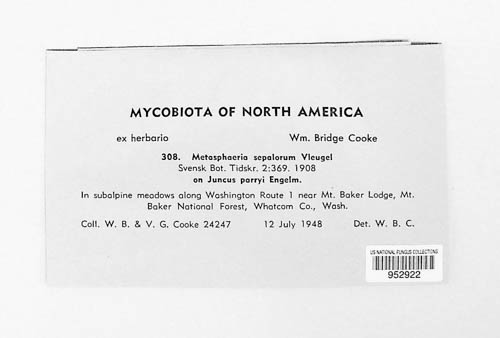 MYCOBIOTA OF NORTH AMERICA
ex herbario Wm. Bridge Cooke
308. Metasphaeria sepalorum Vleugel
Svensk Bot. Tidskr. 2:369. 1908
on Juncus parryi Engelm.
In subalpine meadows along Washington Route 1 near Mt. Baker Lodge, Mt.
Baker National Forest, Whatcom Co., Wash.
Coll. W. B. & V. G. Cooke 24247 12 July 1948 Det. W. B. C.
US NATIONAL FUNGUS COLLECTIONS
952922